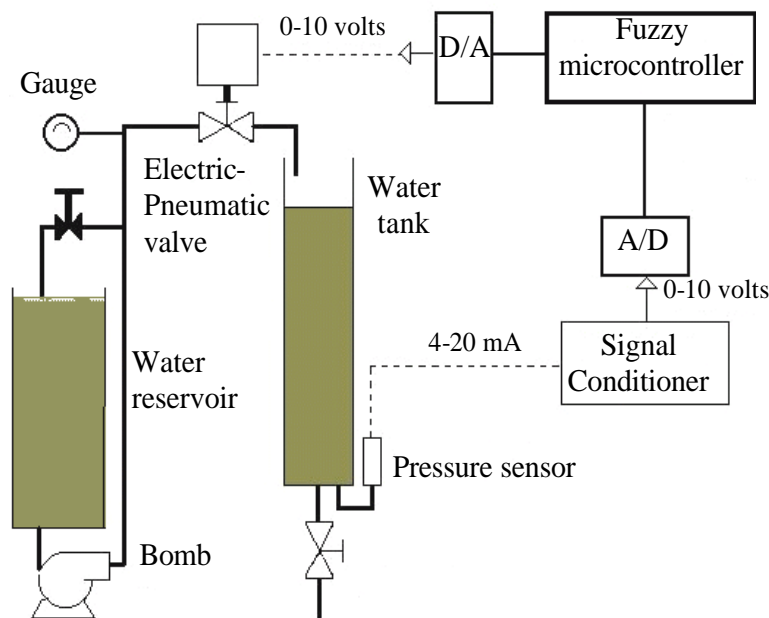 0-10 volts
D/A
Fuzzy
microcontroller
Gauge
Electric-
Pneumatic
valve
Water
tank
A/D
0-10 volts
4-20 mA
Signal
Conditioner
Water
reservoir
Pressure sensor
Bomb